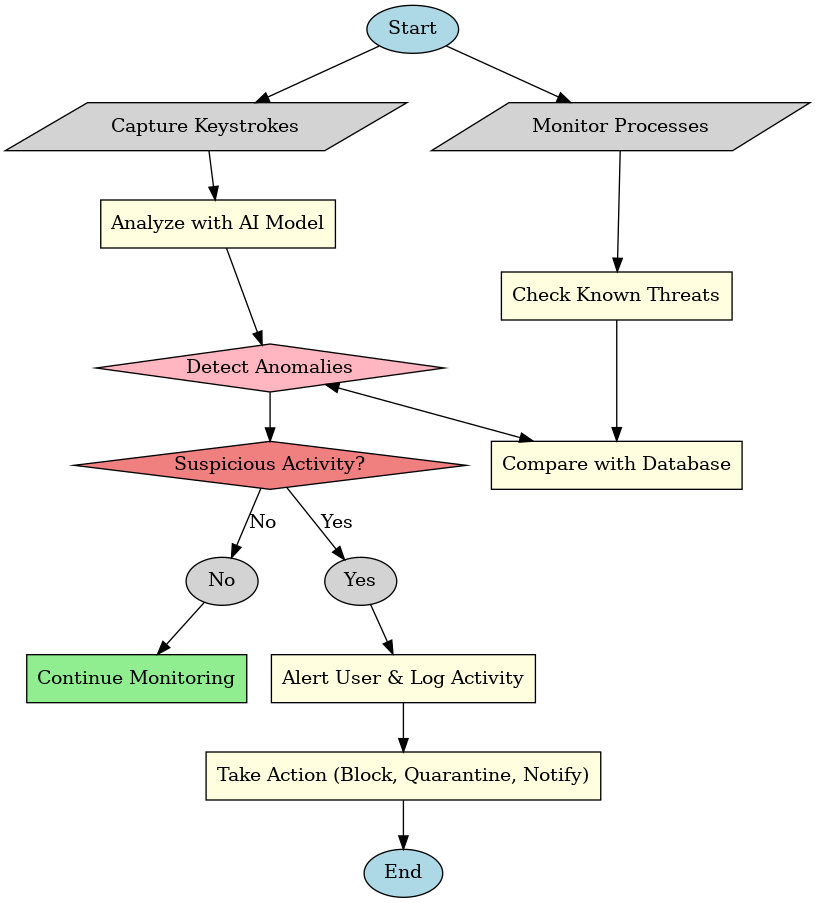 Start
Capture Keystrokes
Monitor Processes
Analyze with AI Model
Check Known Threats
Detect Anomalies
Suspicious Activity?
Compare with Database
No
Yes
No
Yes
Continue Monitoring
Alert User & Log Activity
Take Action (Block, Quarantine, Notify)
End